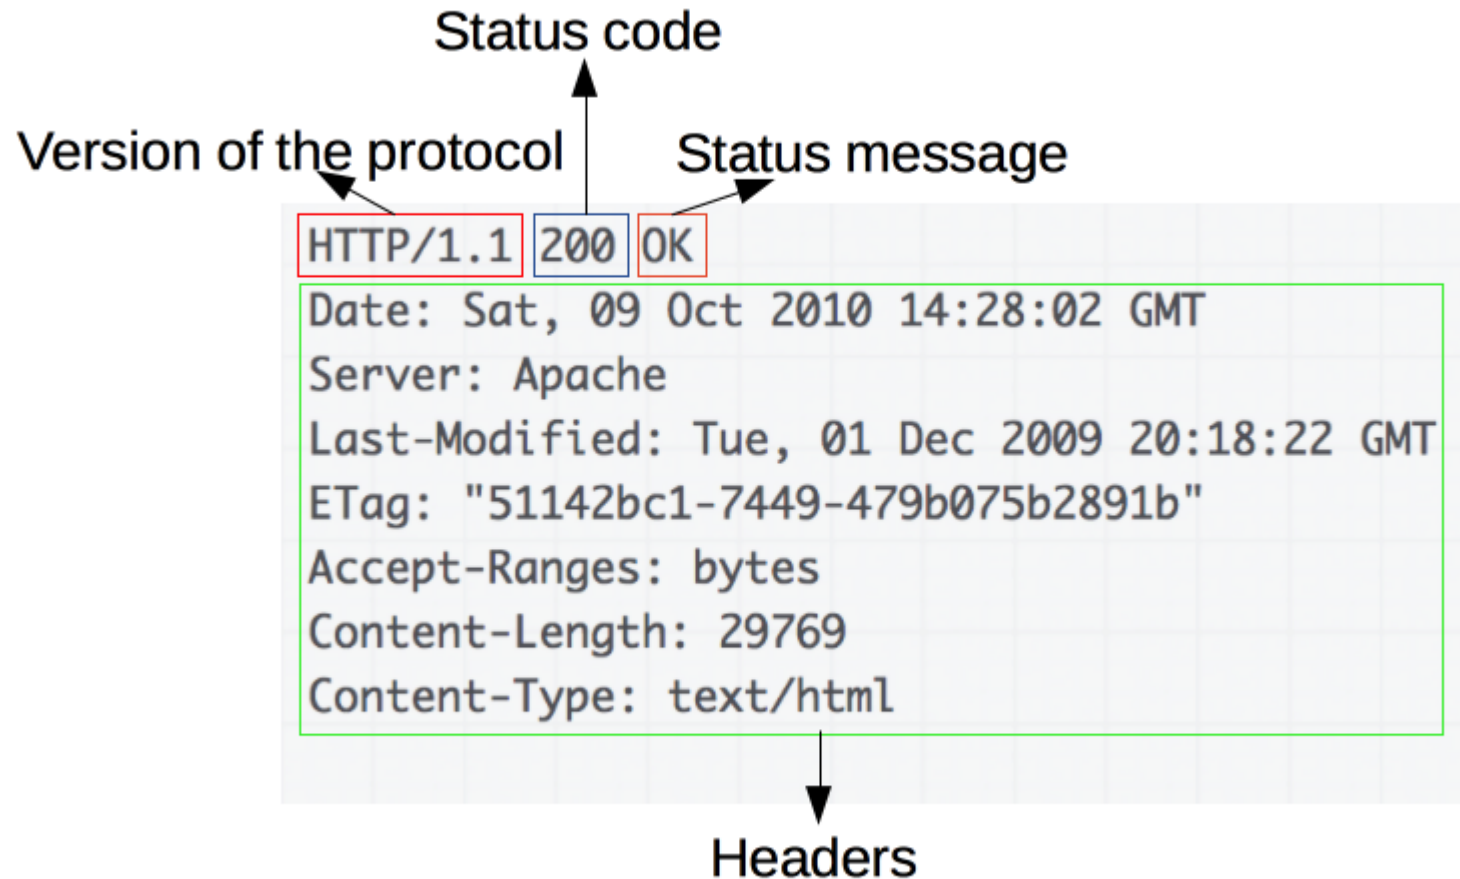 Status code
Version of the protocol
Status message
HTTP/1.1 200 OK
Date: Sat, 09 Oct 2010 14:28:02 GMT
Server: Apache
Last-Modified: Tue, 01 Dec 2009 20:18:22 GMT
ETag: "51142bc1-7449-479b075b2891b"
Accept-Ranges: bytes
Content-Length: 29769
Content-Type: text/html
Headers